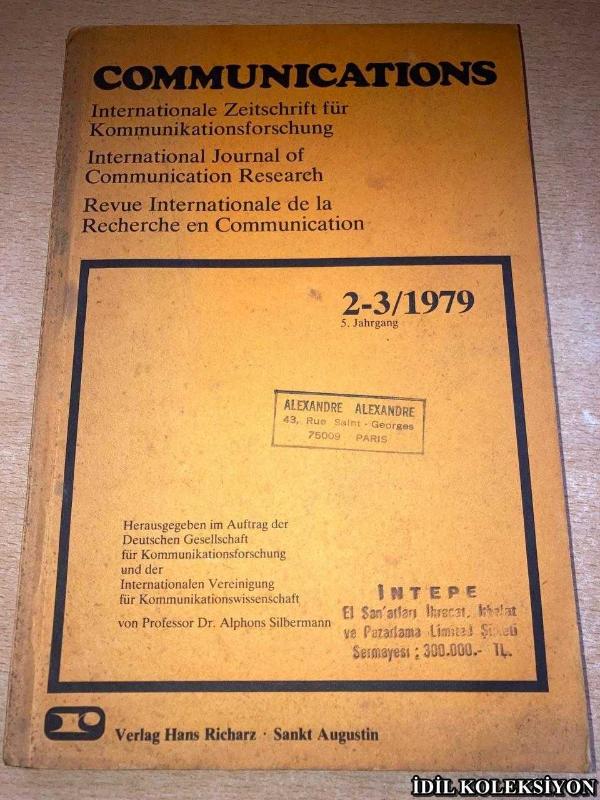 COMMUNICATIONS
Internationale Zeitschrift für
Kommunikationsforschung
International Journal of
Communication Research
Revue Internationale de la
Recherche en Communication
2-3/1979
5. Jahrgang
ALEXANDRE ALEXANDRE
43, Rue Saint-Georges
75009 PARIS
Herausgegeben im Auftrag der
Deutschen Gesellschaft
für Kommunikationsforschung
und der
Internationalen Vereinigung
für Kommunikationswissenschaft
von Professor Dr. Alphons Silbermann
İNTEPE
El San'atları İhracat, İthalat
ve Pazarlama Limited Şirketi
Sermayesi : 300.000.- TL.
Verlag Hans Richarz · Sankt Augustin
İDİL KOLEKSİYON